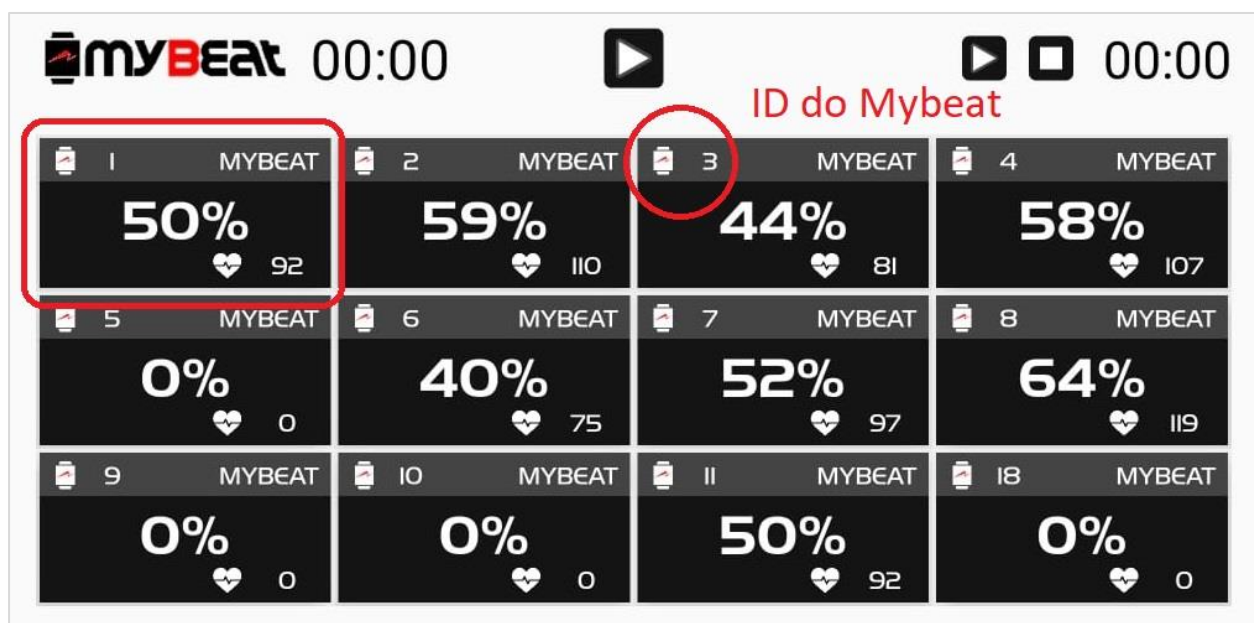 myBEat 00:00 00:00
ID do Mybeat
1 MYBEAT 2 MYBEAT 3 MYBEAT 4 MYBEAT
50% 59% 44% 58%
92 110 81 107
5 MYBEAT 6 MYBEAT 7 MYBEAT 8 MYBEAT
0% 40% 52% 64%
0 75 97 119
9 MYBEAT 10 MYBEAT 11 MYBEAT 18 MYBEAT
0% 0% 50% 0%
0 0 92 0